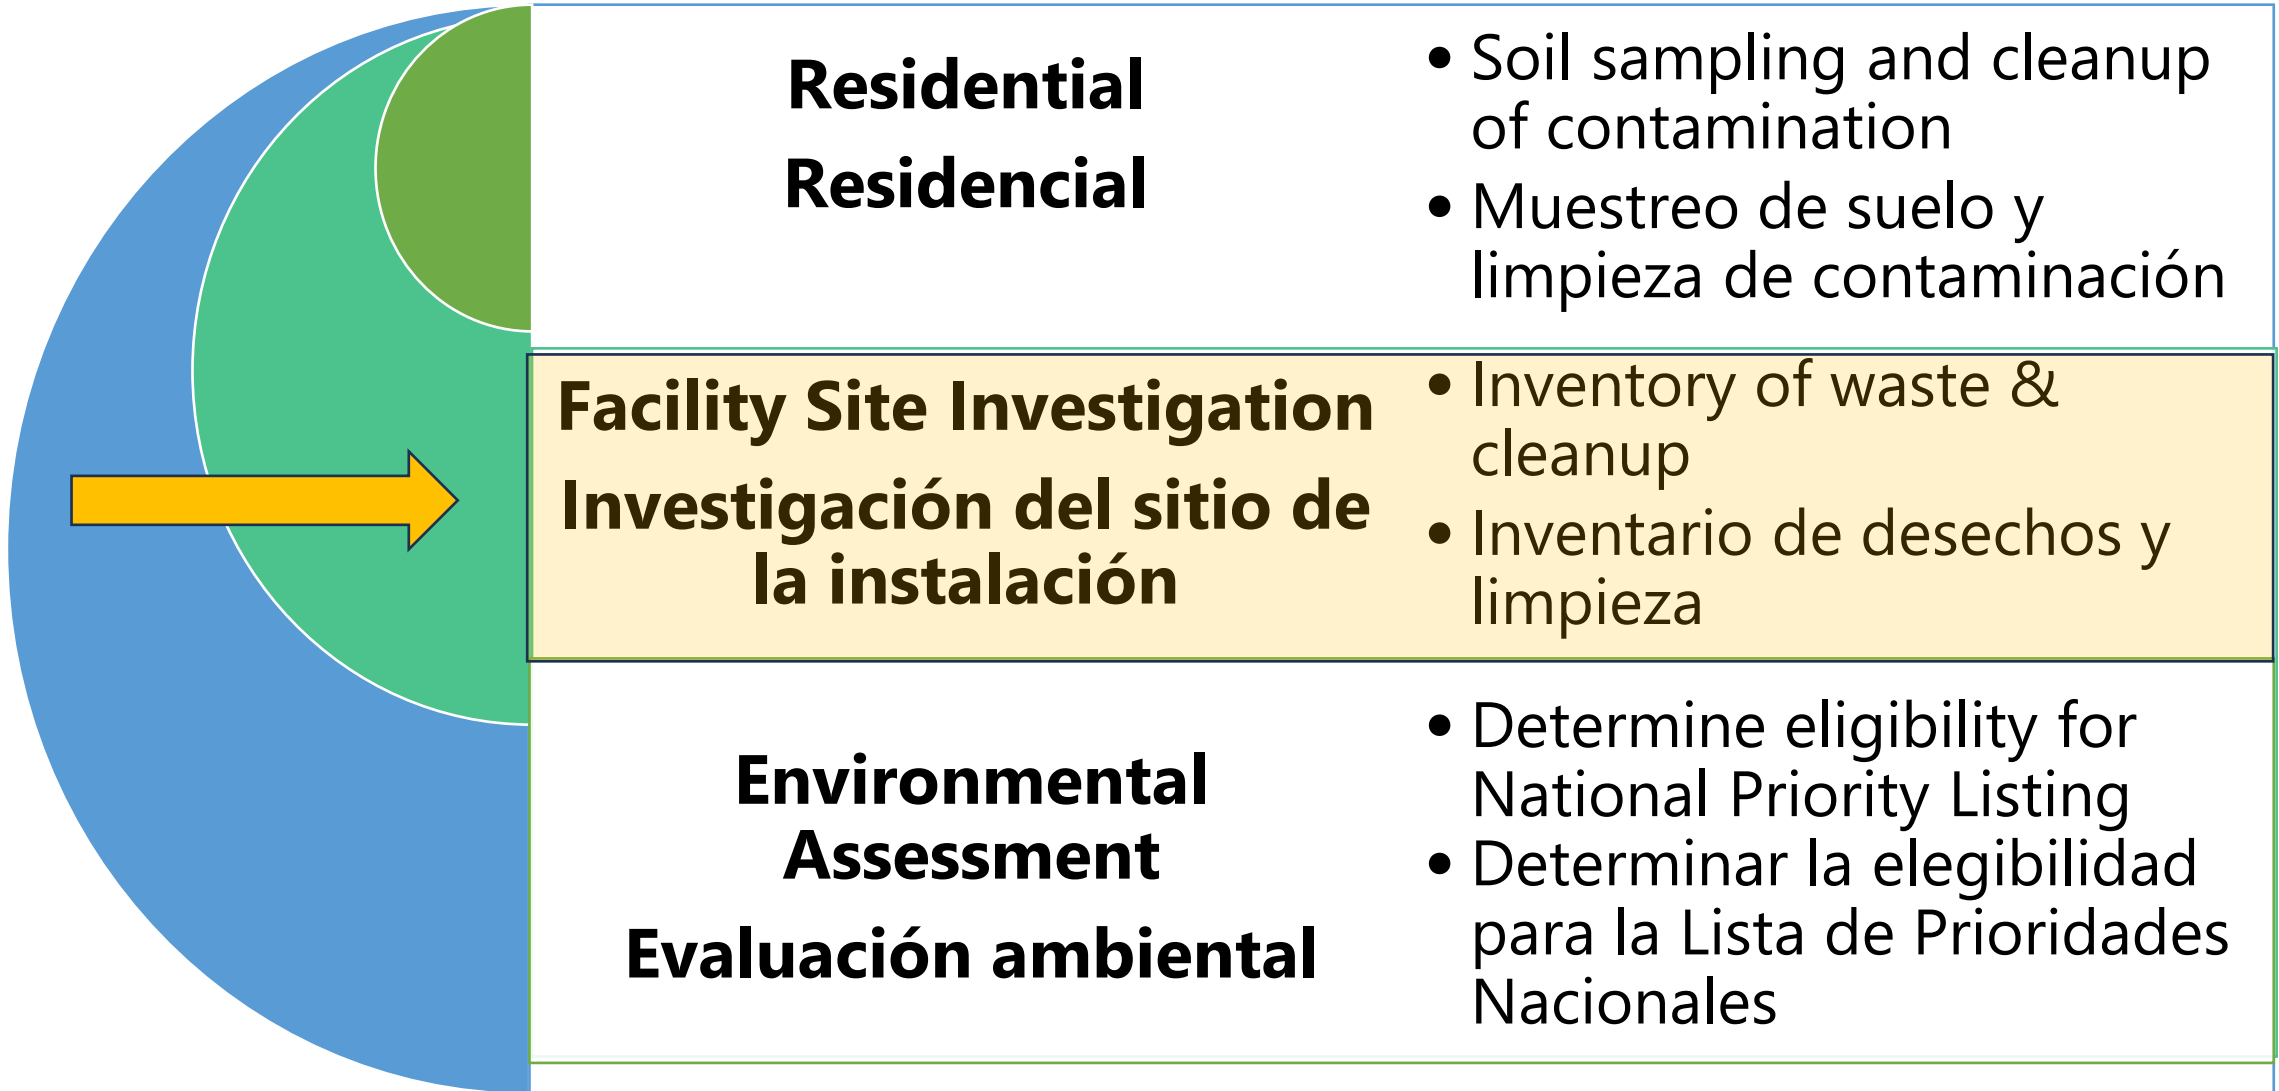 Residential
Residencial
• Soil sampling and cleanup
of contamination
• Muestreo de suelo y
limpieza de contaminación
Facility Site Investigation
Investigación del sitio de
la instalación
• Inventory of waste &
cleanup
• Inventario de desechos y
limpieza
Environmental
Assessment
Evaluación ambiental
• Determine eligibility for
National Priority Listing
• Determinar la elegibilidad
para la Lista de Prioridades
Nacionales